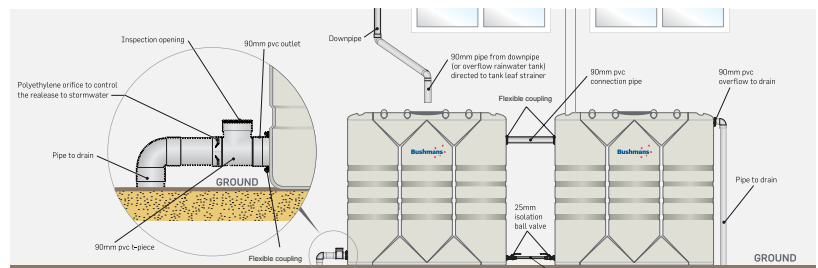 Inspection opening
90mm pvc outlet
Polyethylene orifice to control
the realease to stormwater
Pipe to drain
GROUND
90mm pvc t-piece
Flexible coupling
Downpipe
90mm pipe from downpipe
(or overflow rainwater tank)
directed to tank leaf strainer
Flexible coupling
90mm pvc
connection pipe
90mm pvc
overflow to drain
Bushmans
Bushmans
25mm
isolation
ball valve
Pipe to drain
GROUND